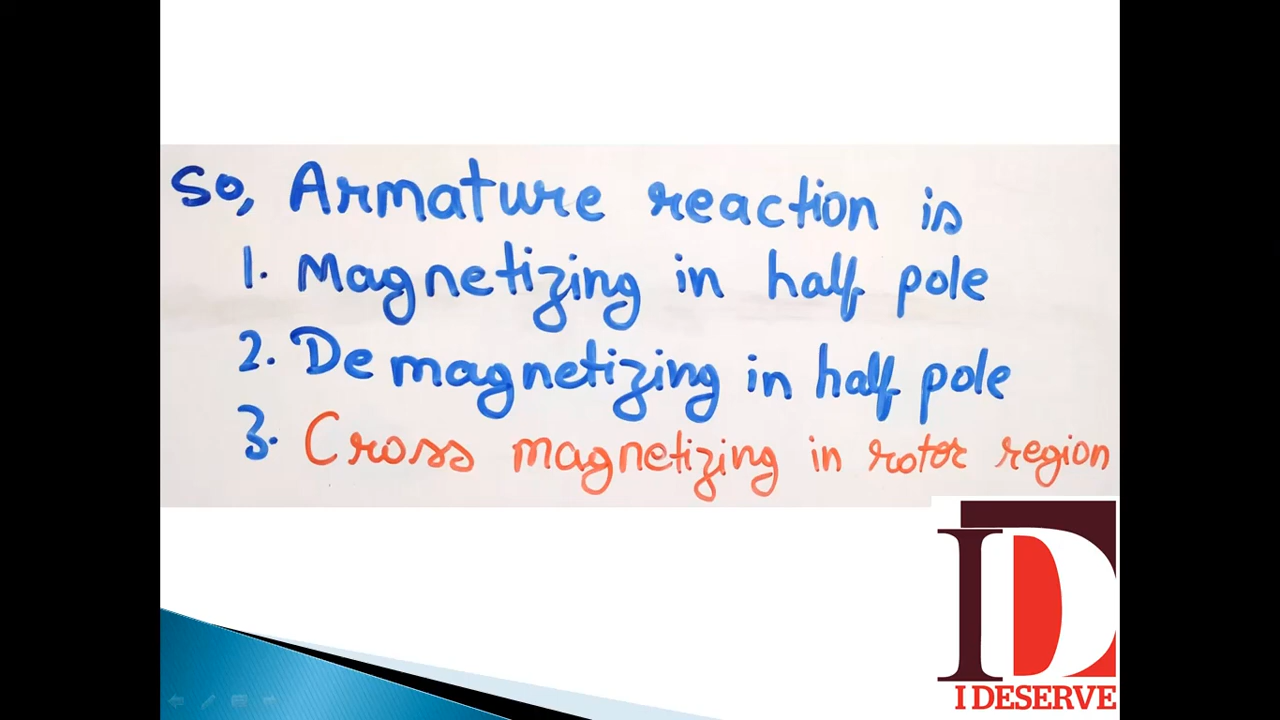 So, Armature reaction is
1. Magnetizing in half pole
2. De magnetizing in half pole
3. Cross magnetizing in rotor region
ID
I DESERVE